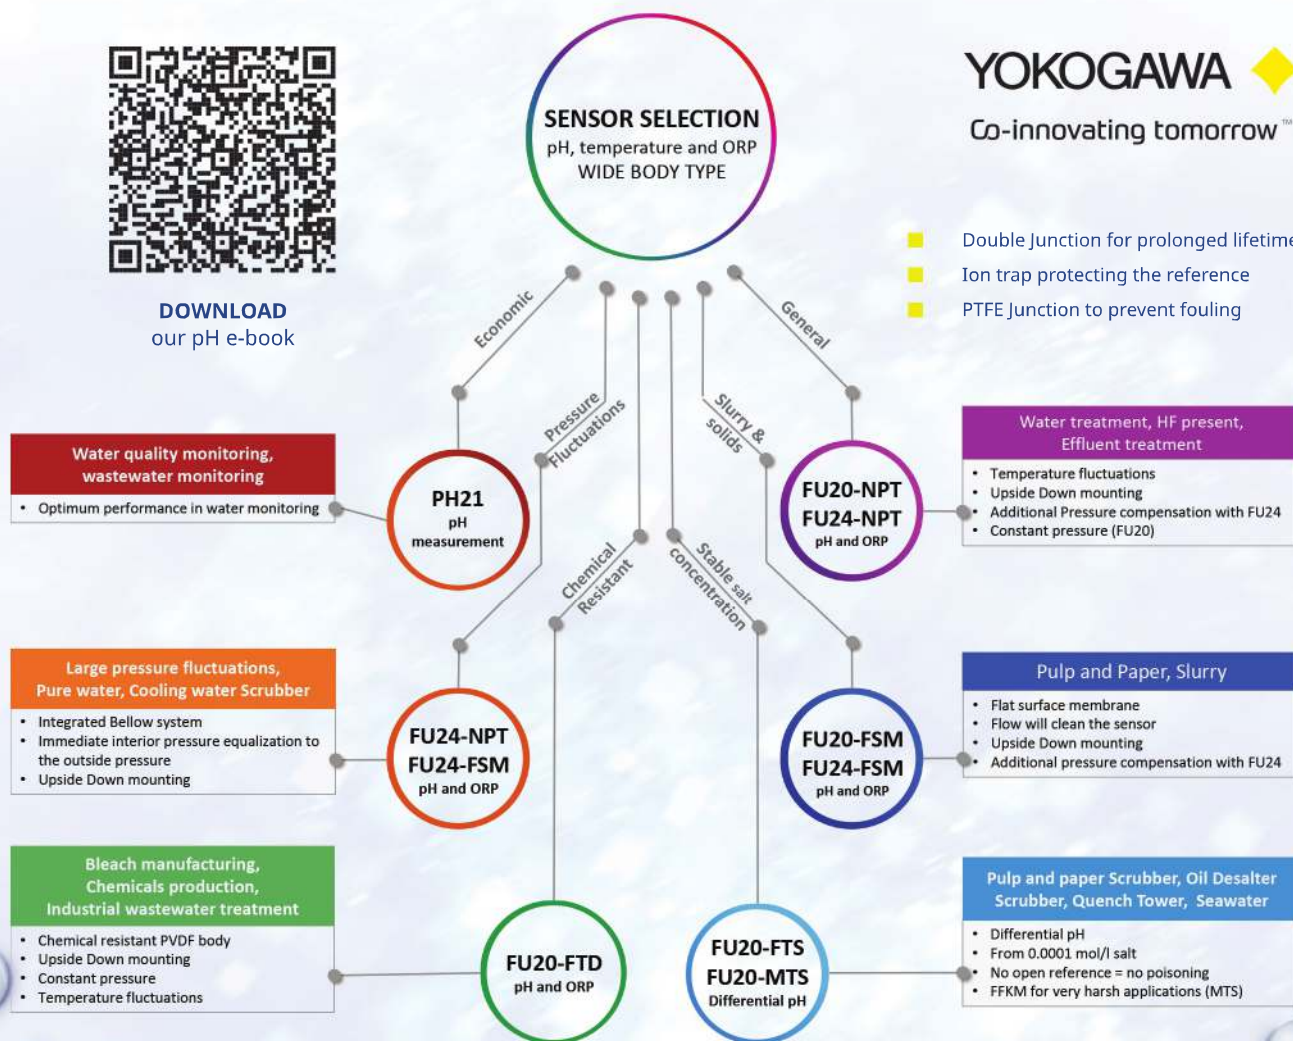 SENSOR SELECTION
pH, temperature and ORP
WIDE BODY TYPE
YOKOGAWA
Co-innovating tomorrow™
DOWNLOAD
our pH e-book
Double Junction for prolonged lifetime
Ion trap protecting the reference
PTFE Junction to prevent fouling
Economic
Pressure
Fluctuations
Chemical
Resistant
Stable salt
concentration
Slurry &
solids
General
Water quality monitoring,
wastewater monitoring
• Optimum performance in water monitoring
PH21
pH
measurement
FU20-NPT
FU24-NPT
pH and ORP
Water treatment, HF present,
Effluent treatment
• Temperature fluctuations
• Upside Down mounting
• Additional Pressure compensation with FU24
• Constant pressure (FU20)
Large pressure fluctuations,
Pure water, Cooling water Scrubber
• Integrated Bellow system
• Immediate interior pressure equalization to
the outside pressure
• Upside Down mounting
FU24-NPT
FU24-FSM
pH and ORP
FU20-FSM
FU24-FSM
pH and ORP
Pulp and Paper, Slurry
• Flat surface membrane
• Flow will clean the sensor
• Upside Down mounting
• Additional pressure compensation with FU24
Bleach manufacturing,
Chemicals production,
Industrial wastewater treatment
• Chemical resistant PVDF body
• Upside Down mounting
• Constant pressure
• Temperature fluctuations
FU20-FTD
pH and ORP
FU20-FTS
FU20-MTS
Differential pH
Pulp and paper Scrubber, Oil Desalter
Scrubber, Quench Tower, Seawater
• Differential pH
• From 0.0001 mol/l salt
• No open reference = no poisoning
• FFKM for very harsh applications (MTS)